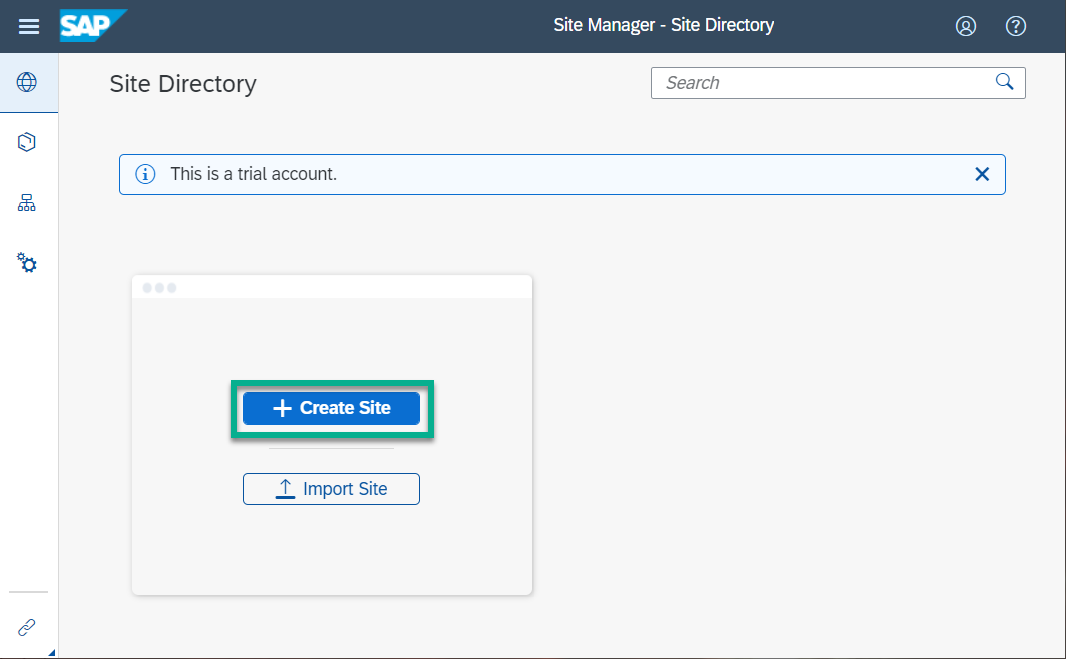 SAP
Site Manager - Site Directory
Site Directory
Search
This is a trial account.
Create Site
Import Site